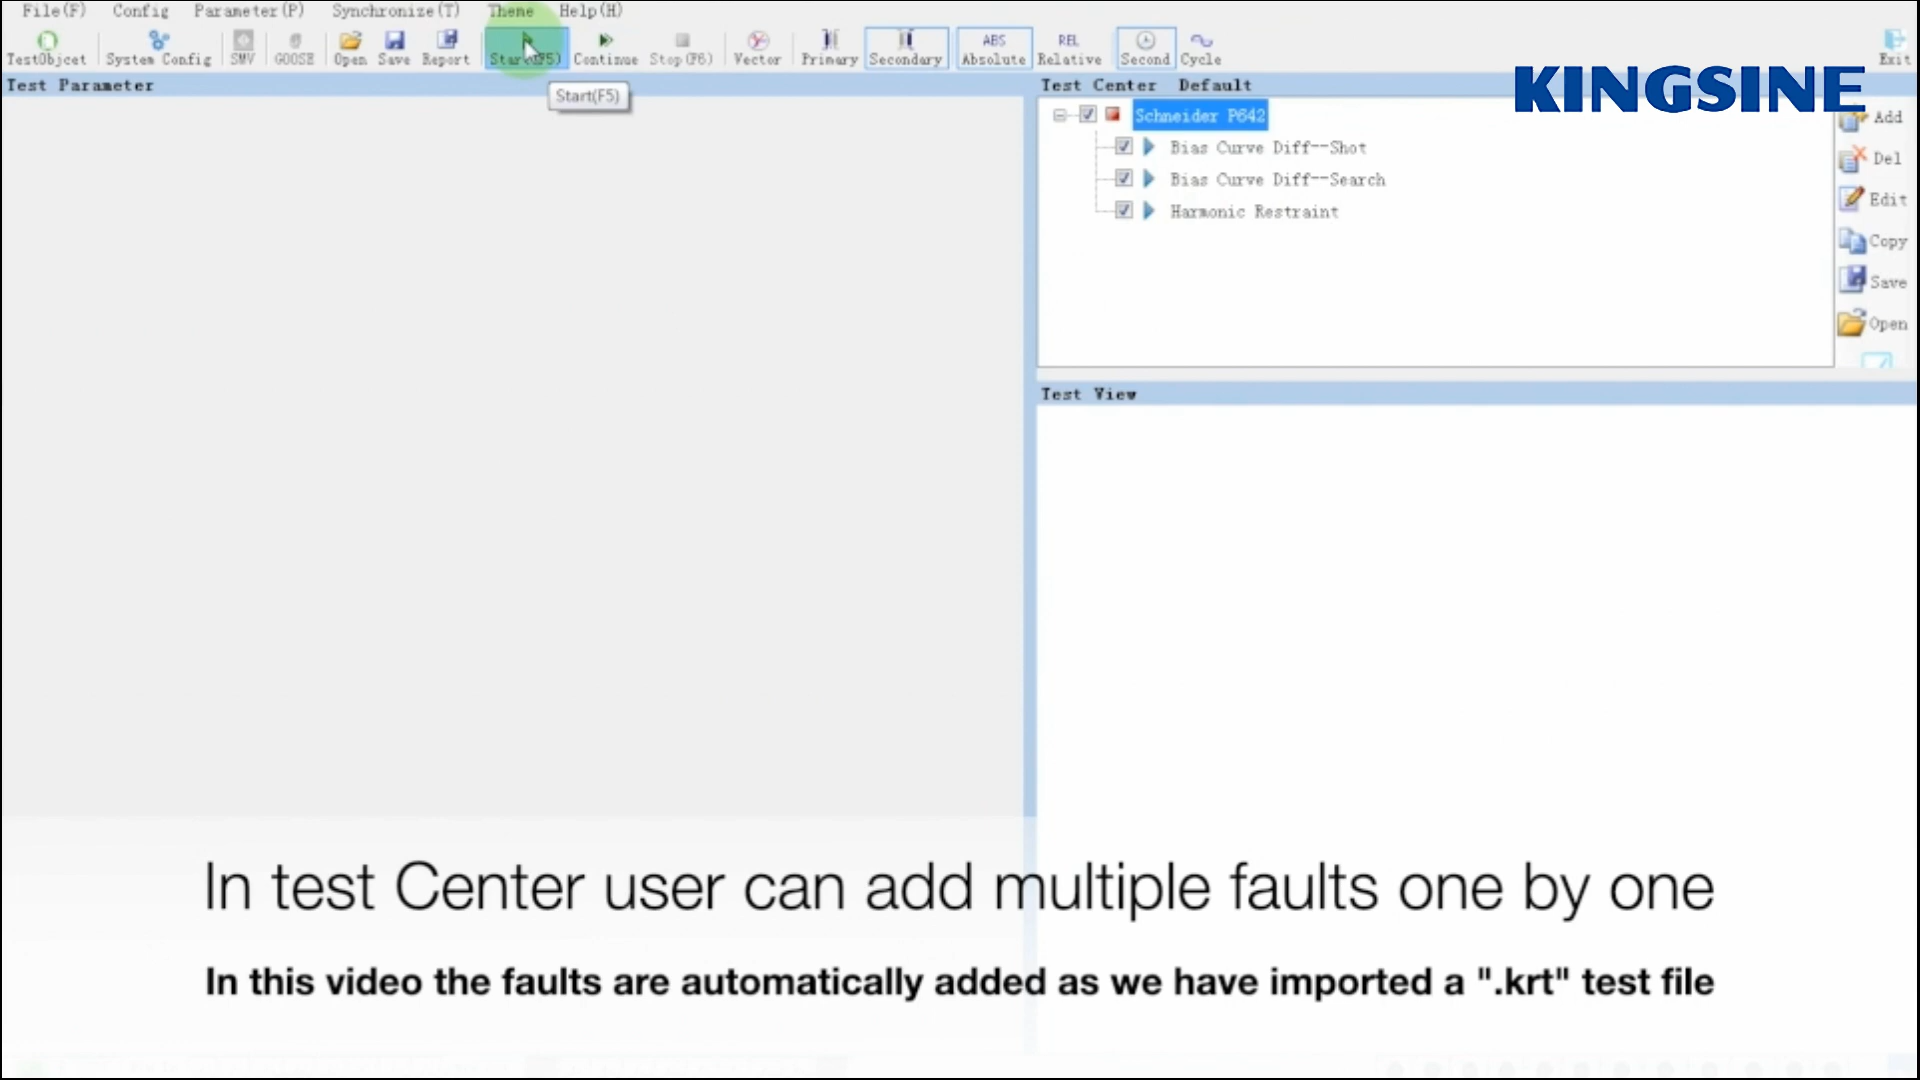 File(F) Config Parameter(P) Synchronize(T) Theme Help(H)
TestObjcet System Config SMV GOOSE Open Save Report Start(F5) Continue Stop(F6) Vector Primary Secondary ABS Absolute REL Relative Second Cycle Exit
Start(F5)
Test Parameter
Test Center Default
KINGSINE
Schneider P642
Bias Curve Diff--Shot
Bias Curve Diff--Search
Harmonic Restraint
Add
Del
Edit
Copy
Save
Open
Test View
In test Center user can add multiple faults one by one
In this video the faults are automatically added as we have imported a ".krt" test file